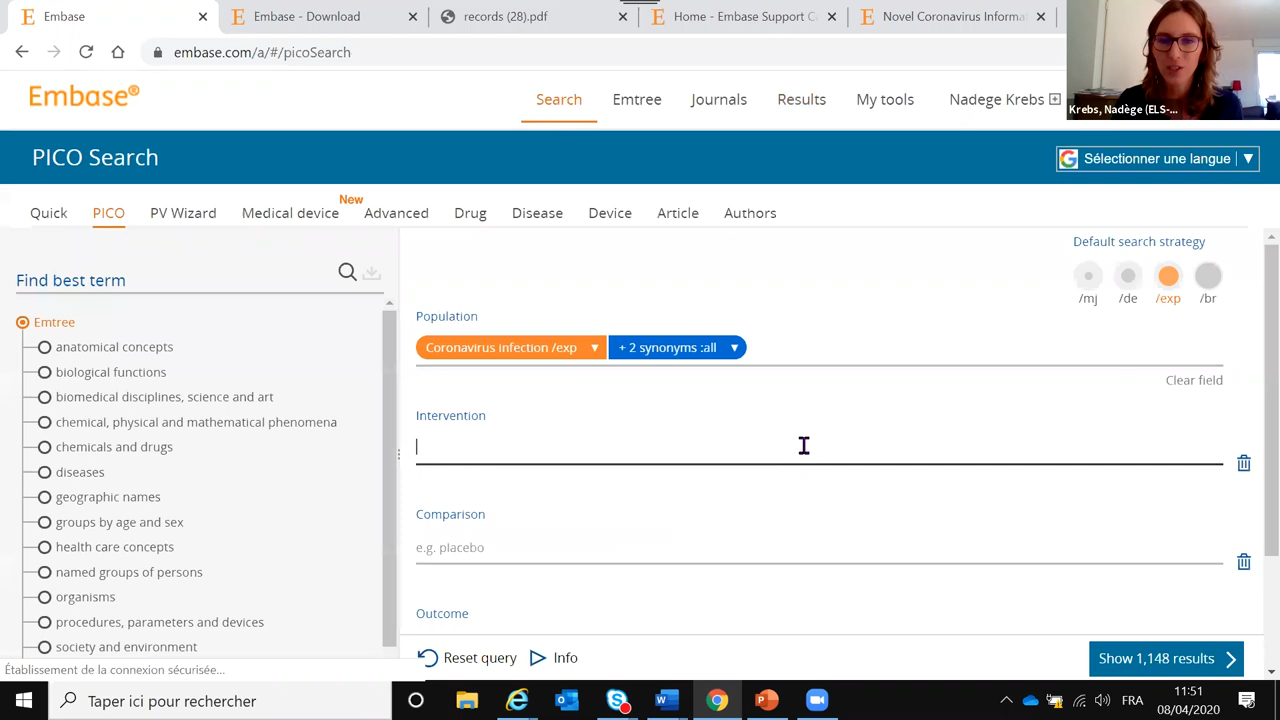 Embase
Embase - Download
records (28).pdf
Home - Embase Support C
Novel Coronavirus Informa
embase.com/a/#/picoSearch
Krebs, Nadège (ELS-...
Embase®
Search
Emtree
Journals
Results
My tools
Nadege Krebs
PICO Search
G Sélectionner une langue ▼
New
Quick
PICO
PV Wizard
Medical device
Advanced
Drug
Disease
Device
Article
Authors
Default search strategy
/mj
/de
/exp
/br
Find best term
Emtree
anatomical concepts
biological functions
biomedical disciplines, science and art
chemical, physical and mathematical phenomena
chemicals and drugs
diseases
geographic names
groups by age and sex
health care concepts
named groups of persons
organisms
procedures, parameters and devices
society and environment
Population
Coronavirus infection /exp
+ 2 synonyms :all
Clear field
Intervention
Comparison
e.g. placebo
Outcome
Reset query
Info
Show 1,148 results
Établissement de la connexion sécurisée...
Taper ici pour rechercher
FRA
11:51
08/04/2020